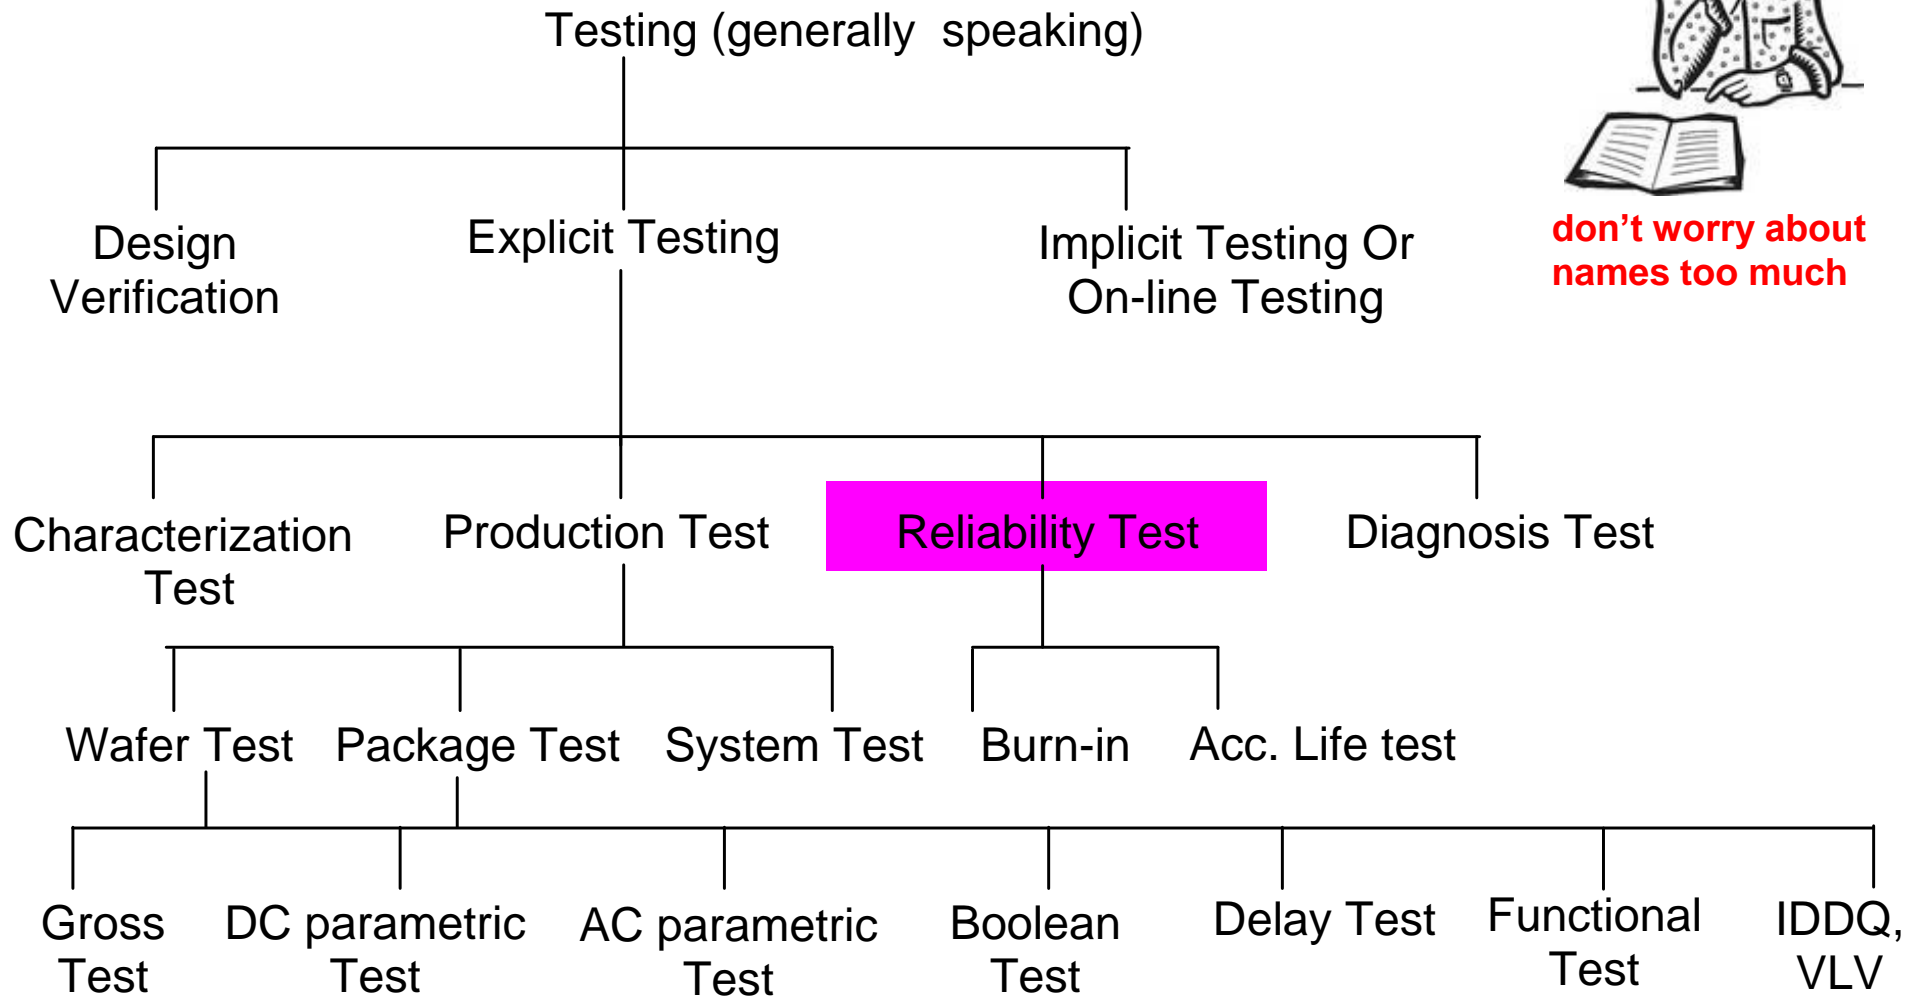 Testing (generally speaking)
Design
Verification
Explicit Testing
Implicit Testing Or
On-line Testing
don't worry about
names too much
Characterization
Test
Production Test
Reliability Test
Diagnosis Test
Wafer Test
Package Test
System Test
Burn-in
Acc. Life test
Gross
Test
DC parametric
Test
AC parametric
Test
Boolean
Test
Delay Test
Functional
Test
IDDQ,
VLV